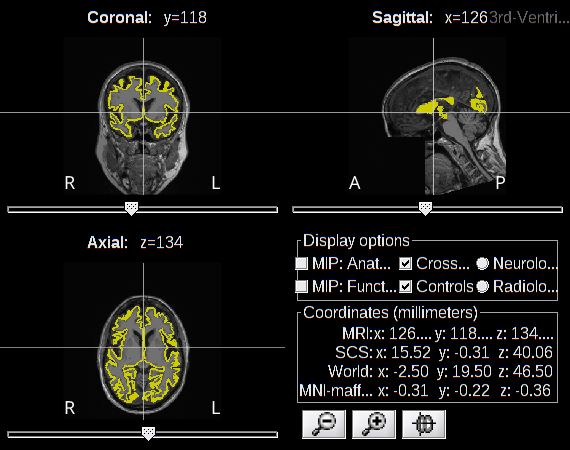 Coronal: y=118
Sagittal: x=126 3rd-Ventri...
R L
A P
Axial: z=134
Display options
MIP: Anat... Cross... Neurolo...
MIP: Funct... Controls Radiolo...
Coordinates (millimeters)
MRI: x: 126.... y: 118.... z: 134....
SCS: x: 15.52 y: -0.31 z: 40.06
World: x: -2.50 y: 19.50 z: 46.50
MNI-maff... x: -0.31 y: -0.22 z: -0.36
R L